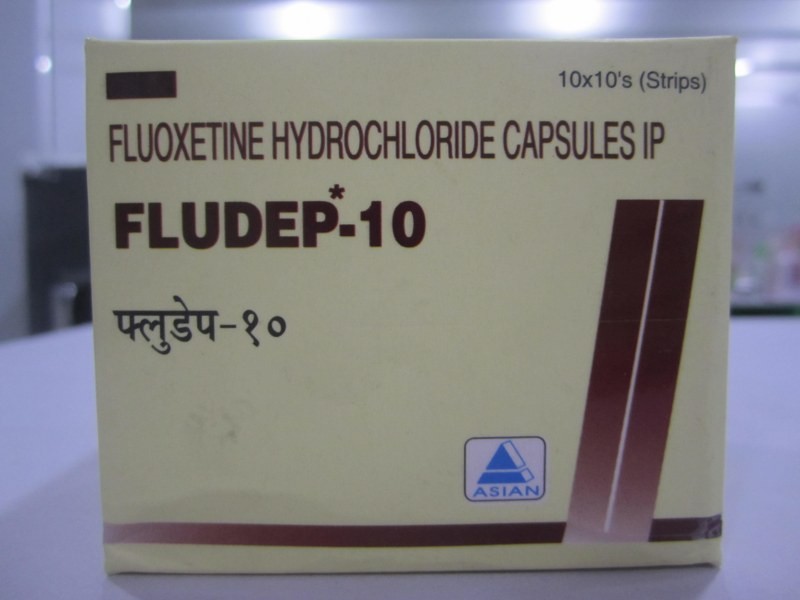 10x10's (Strips)
FLUOXETINE HYDROCHLORIDE CAPSULES IP
FLUDEP*-10
फ्लुडेप-१०
ASIAN